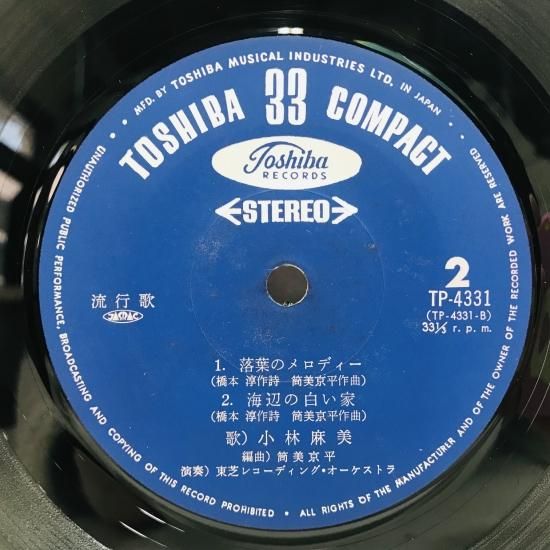 MFD. BY TOSHIBA MUSICAL INDUSTRIES LTD. IN JAPAN
TOSHIBA 33 COMPACT
Toshiba
RECORDS
STEREO
2
TP-4331
(TP-4331-B)
33⅓ r. p. m.
流行歌
JASRAC
1. 落葉のメロディー
(橋本 淳作詩 筒美京平作曲)
2. 海辺の白い家
(橋本 淳作詩 筒美京平作曲)
歌) 小林麻美
編曲) 筒美京平
演奏) 東芝レコーディング・オーケストラ
UNAUTHORIZED PUBLIC PERFORMANCE, BROADCASTING AND COPYING OF THIS RECORD PROHIBITED • ALL RIGHTS OF THE MANUFACTURER AND OF THE OWNER OF THE RECORDED WORK ARE RESERVED